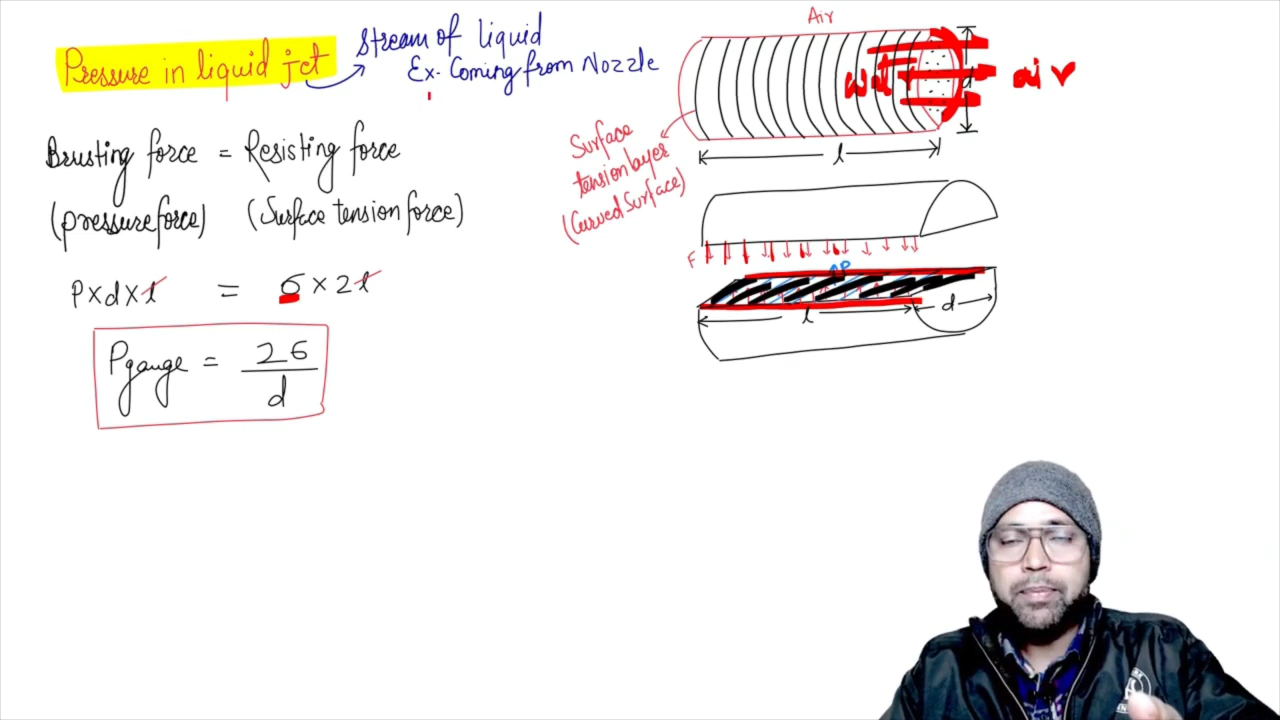 Pressure in liquid jet
Stream of liquid
Ex- Coming from Nozzle
Brusting force = Resisting force
(pressure force) (Surface tension force)
P×d×l = σ×2l
Pgauge = 2σ/d
Air
d
air
Surface
tension layer
(Curved Surface)
l
F
P
l
d